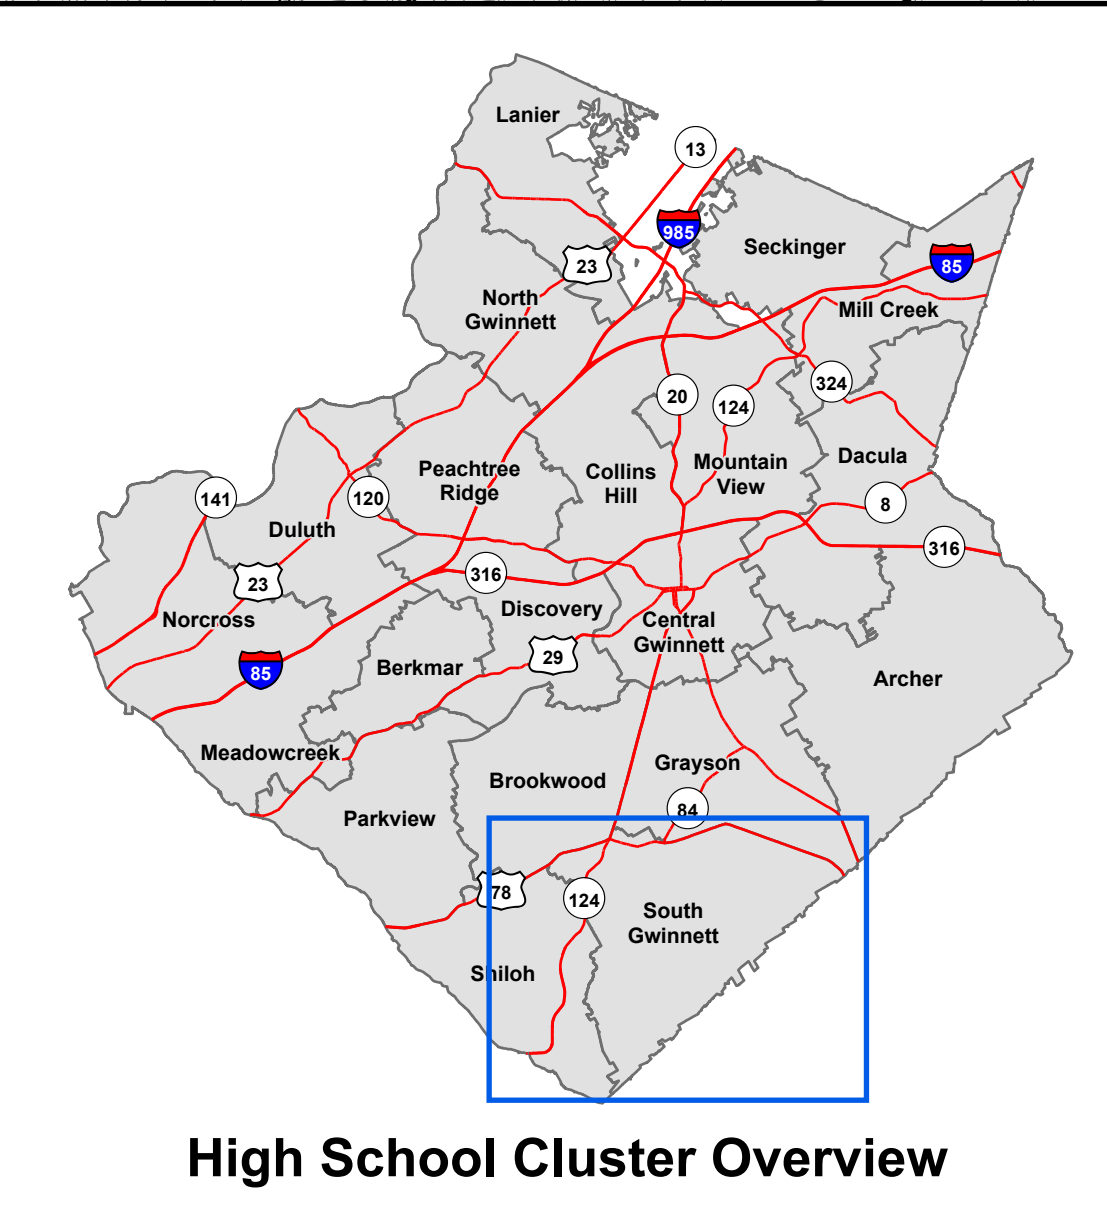 Lanier
13
985
Seckinger
85
23
North
Gwinnett
Mill Creek
324
20
124
Peachtree
Ridge
Collins
Hill
Mountain
View
Dacula
141
120
8
Duluth
316
23
316
Norcross
Discovery
Central
Gwinnett
29
85
Berkmar
Archer
Meadowcreek
Grayson
Brookwood
84
Parkview
78
124
South
Gwinnett
Shiloh
High School Cluster Overview